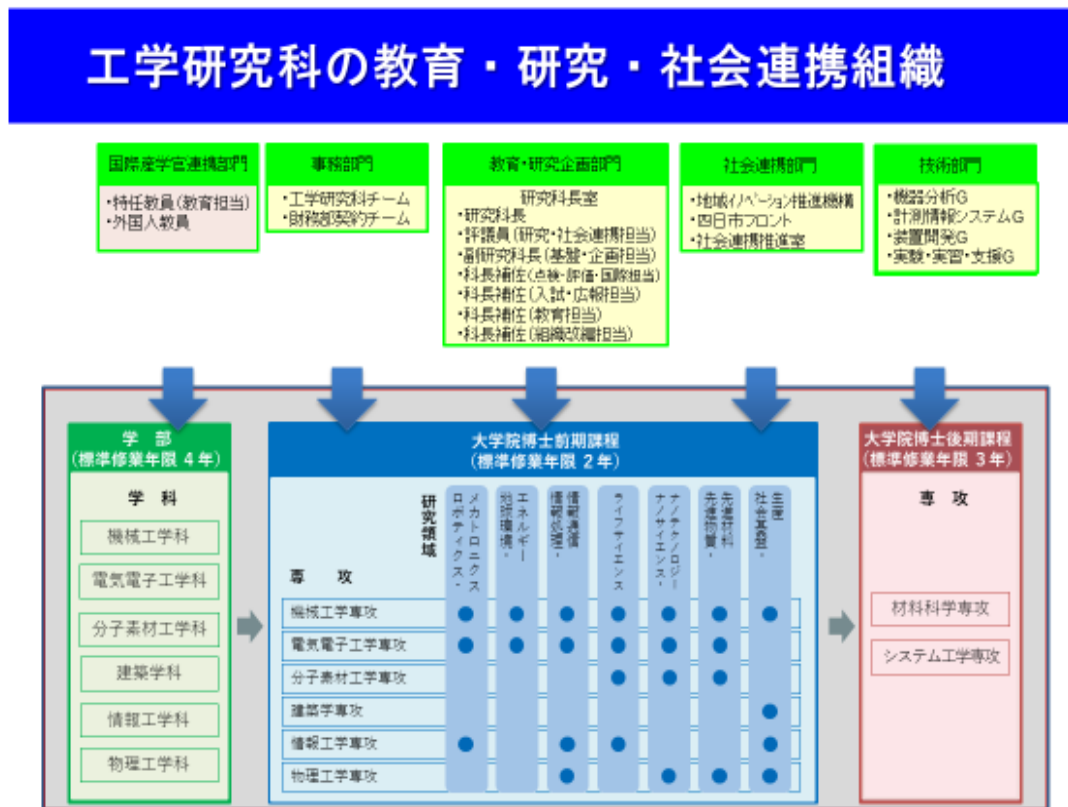 工学研究科の教育・研究・社会連携組織
国際産学官連携部門
・特任教員(教育担当)
・外国人教員
事務部門
・工学研究科チーム
・財務部契約チーム
教育・研究企画部門
研究科長室
・研究科長
・評議員(研究・社会連携担当)
・副研究科長(基盤・企画担当)
・科長補佐(点検・評価・国際担当)
・科長補佐(入試・広報担当)
・科長補佐(教育担当)
・科長補佐(組織改編担当)
社会連携部門
・地域イノベーション推進機構
・四日市フロント
・社会連携推進室
技術部門
・機器分析G
・計測情報システムG
・装置開発G
・実験・実習・支援G
学 部
(標準修業年限 4 年)
学 科
機械工学科
電気電子工学科
分子素材工学科
建築学科
情報工学科
物理工学科
大学院博士前期課程
(標準修業年限 2 年)
研究領域
専 攻
ロボティクス・
メカトロニクス
地球環境・
エネルギー
情報処理・
情報通信
ライフサイエンス
ナノサイエンス・
ナノテクノロジー
先進物質・
先進材料
社会基盤・
生産
機械工学専攻
電気電子工学専攻
分子素材工学専攻
建築学専攻
情報工学専攻
物理工学専攻
大学院博士後期課程
(標準修業年限 3 年)
専 攻
材料科学専攻
システム工学専攻